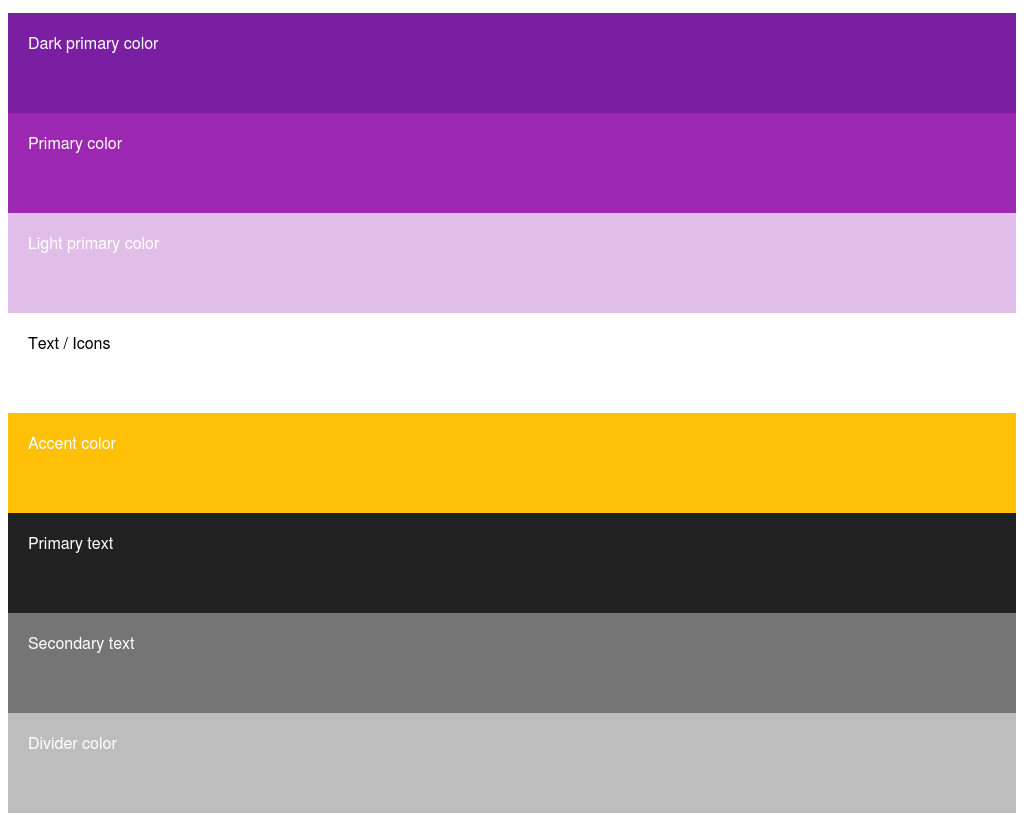 Dark primary color
Primary color
Light primary color
Text / Icons
Accent color
Primary text
Secondary text
Divider color